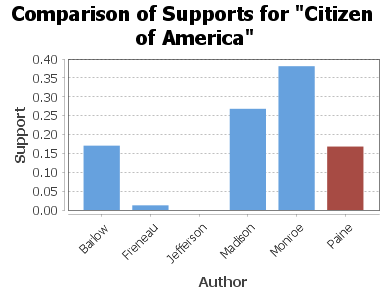 Comparison of Supports for "Citizen
of America"
0.40
0.35
0.30
0.25
0.20
0.15
0.10
0.05
0.00
Support
Barlow
Freneau
Jefferson
Madison
Monroe
Paine
Author